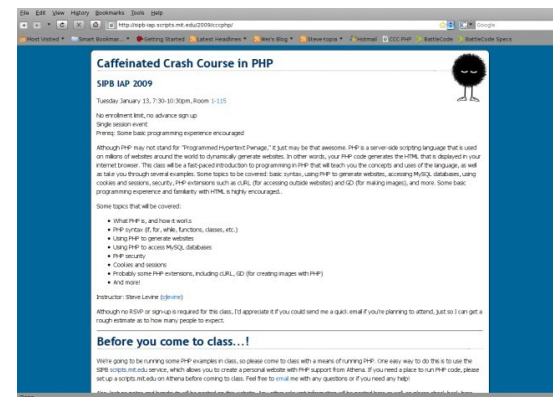 File Edit View History Bookmarks Tools Help
http://sipb-iap.scripts.mit.edu/2009/cccphp/
Google
Most Visited Smart Bookmar... Getting Started Latest Headlines Wei's Blog Stevetopia Hotmail CCC PHP BattleCode BattleCode Specs
Caffeinated Crash Course in PHP
SIPB IAP 2009
Tuesday January 13, 7:30-10:30pm, Room 1-115
No enrollment limit, no advance sign up
Single session event
Prereq: Some basic programming experience encouraged
Although PHP may not stand for "Programmed Hypertext Pwnage," it just may be that awesome. PHP is a server-side scripting language that is used
on millions of websites around the world to dynamically generate websites. In other words, your PHP code generates the HTML that is displayed in your
internet browser. This class will be a fast-paced introduction to programming in PHP that will teach you the concepts and uses of the language, as well
as take you through several examples. Some topics to be covered: basic syntax, using PHP to generate websites, accessing MySQL databases, using
cookies and sessions, security, PHP extensions such as cURL (for accessing outside websites) and GD (for making images), and more. Some basic
programming experience and familiarity with HTML is highly encouraged.
Some topics that will be covered:
• What PHP is, and how it works
• PHP syntax (if, for, while, functions, classes, etc.)
• Using PHP to generate websites
• Using PHP to access MySQL databases
• PHP security
• Cookies and sessions
• Probably some PHP extensions, including cURL, GD (for creating images with PHP)
• And more!
Instructor: Steve Levine (sjlevine)
Although no RSVP or sign-up is required for this class, I'd appreciate it if you could send me a quick email if you're planning to attend, just so I can get a
rough estimate as to how many people to expect.
Before you come to class...!
We're going to be running some PHP examples in class, so please come to class with a means of running PHP. One easy way to do this is to use the
SIPB scripts.mit.edu service, which allows you to create a personal website with PHP support from Athena. If you need a place to run PHP code, please
set up a scripts.mit.edu on Athena before coming to class. Feel free to email me with any questions or if you need any help!